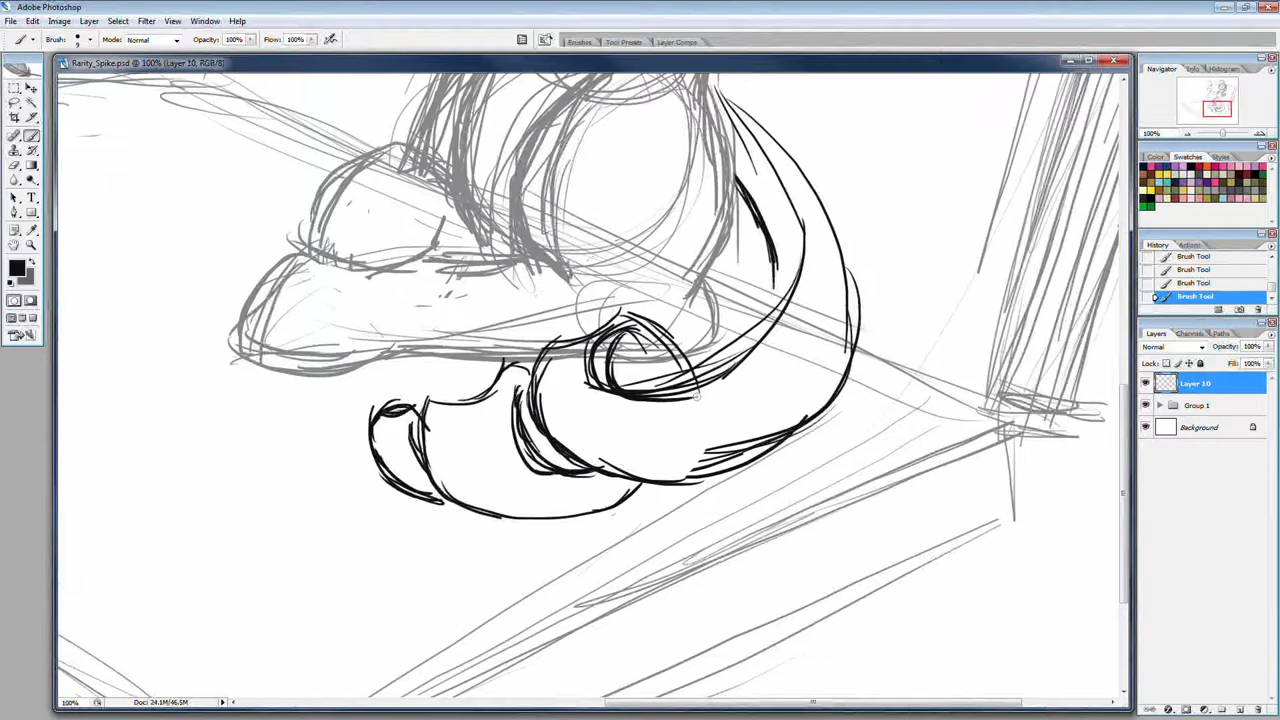 Adobe Photoshop
File Edit Image Layer Select Filter View Window Help
Brush: Mode: Normal Opacity: 100% Flow: 100% Brushes Tool Presets Layer Comps
Rarity_Spike.psd @ 100% (Layer 10, RGB/8)
Navigator Info Histogram
100%
Color Swatches Styles
History Actions
Brush Tool
Brush Tool
Brush Tool
Brush Tool
Layers Channels Paths
Normal Opacity: 100%
Lock: Fill: 100%
Layer 10
Group 1
Background
100% Doc: 24.1M/46.5M